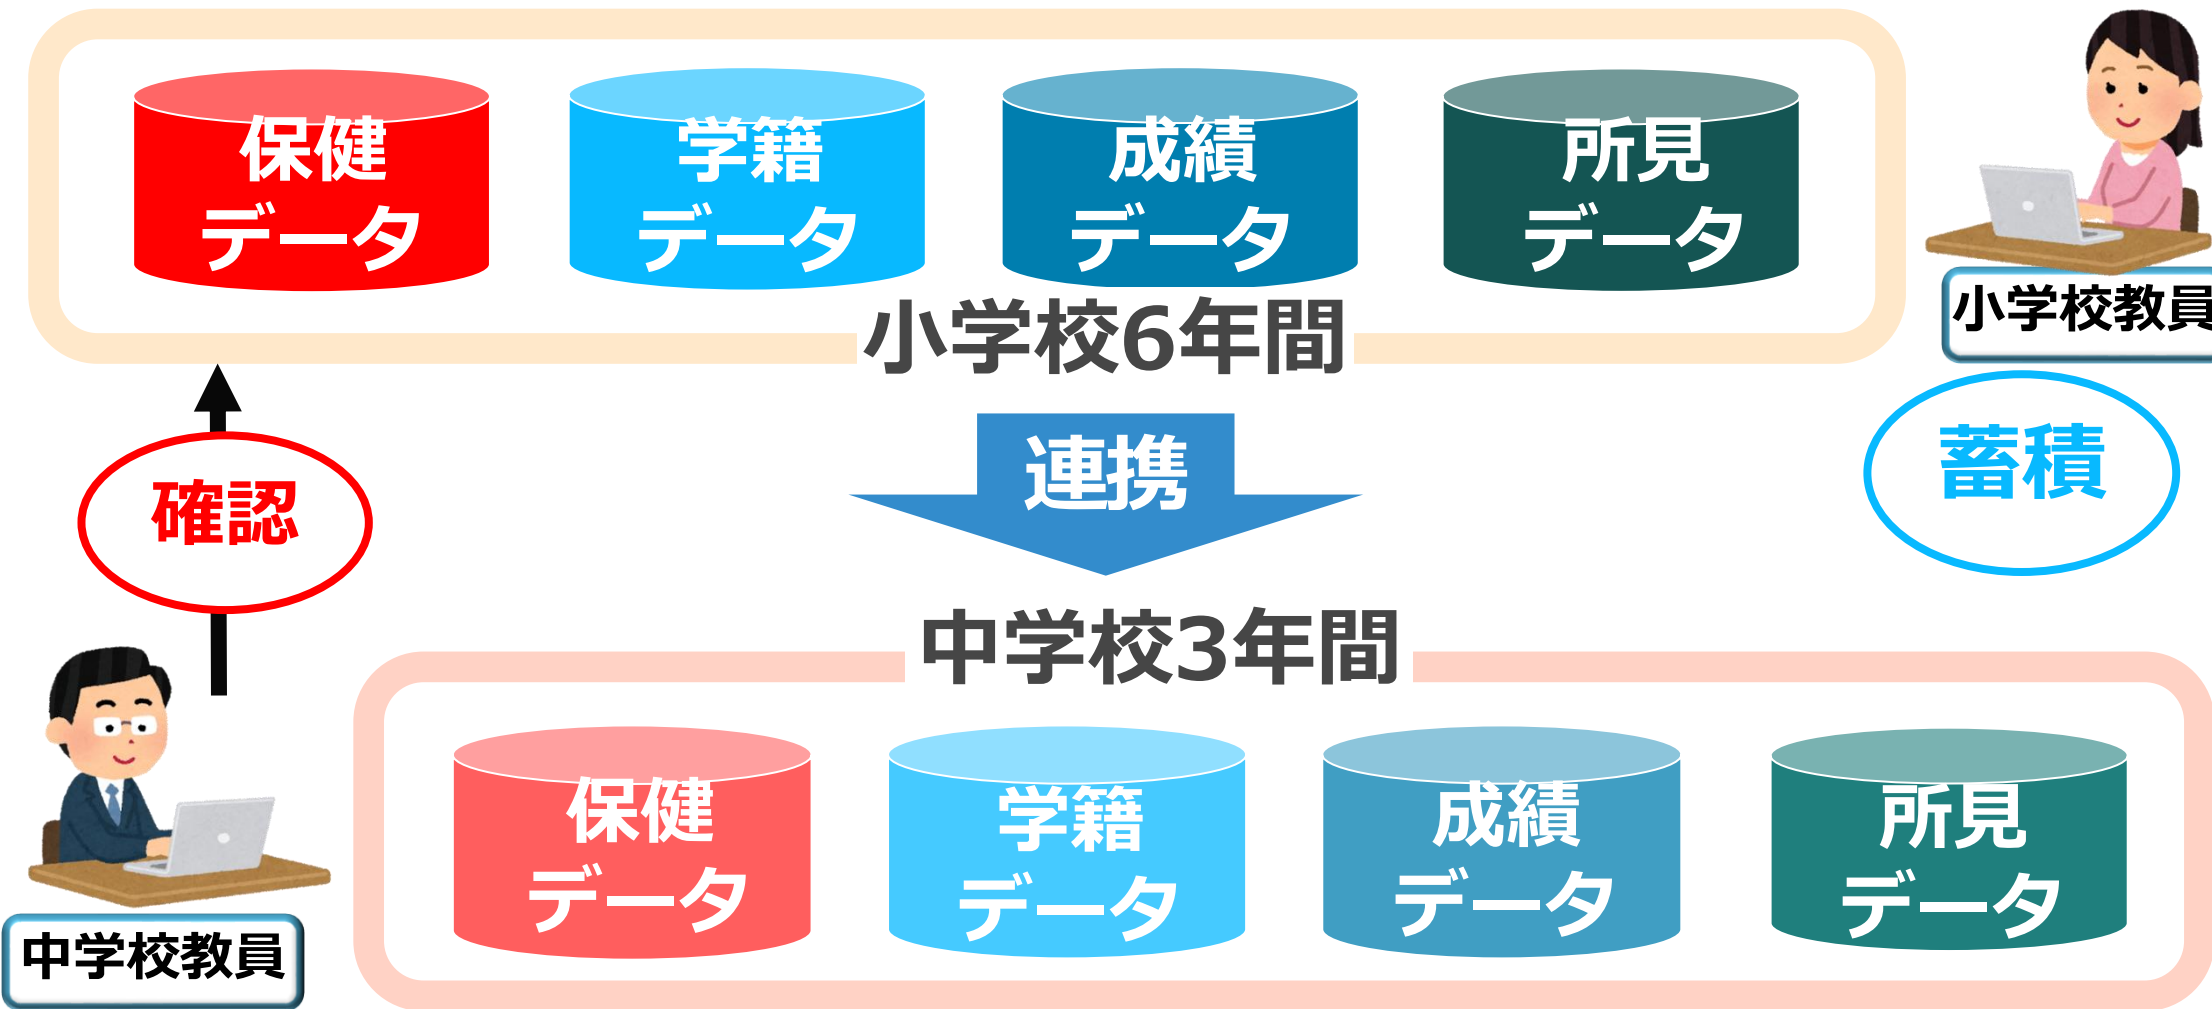 保健
データ
学籍
データ
成績
データ
所見
データ
小学校6年間
小学校教員
確認
連携
蓄積
中学校3年間
保健
データ
学籍
データ
成績
データ
所見
データ
中学校教員